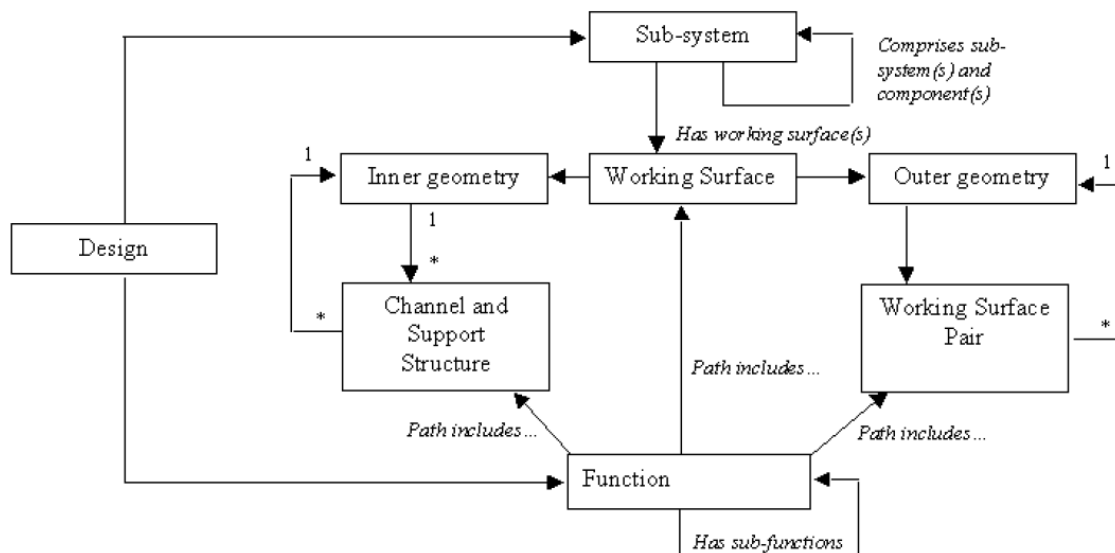 Sub-system
Comprises sub-
system(s) and
component(s)
Has working surface(s)
1
Inner geometry
Working Surface
Outer geometry
1
1
*
Design
*
Channel and
Support
Structure
Working Surface
Pair
*
Path includes...
Path includes...
Path includes...
Function
Has sub-functions